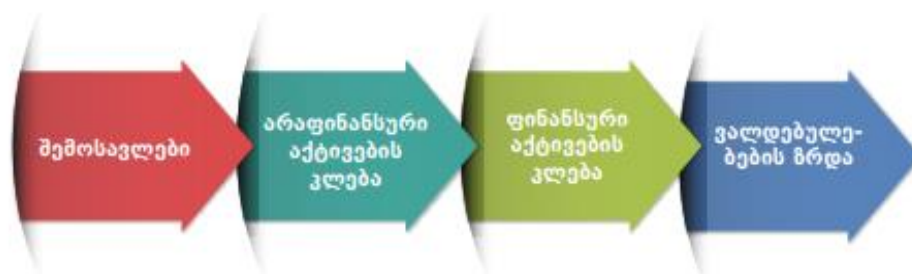 შემოსავლები
არაფინანსური
აქტივების
კლება
ფინანსური
აქტივების
კლება
ვალდებულე-
ბების ზრდა